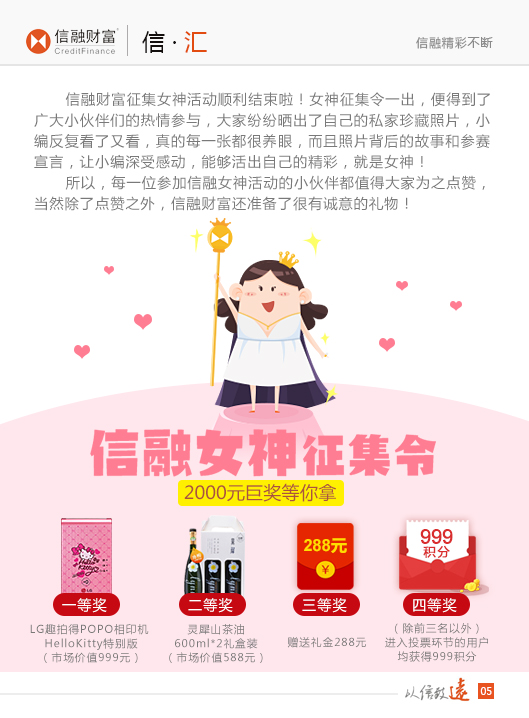 信融财富
CreditFinance
信·汇
信融精彩不断
信融财富征集女神活动顺利结束啦！女神征集令一出，便得到了
广大小伙伴们的热情参与，大家纷纷晒出了自己的私家珍藏照片，小
编反复看了又看，真的每一张都很养眼，而且照片背后的故事和参赛
宣言，让小编深受感动，能够活出自己的精彩，就是女神！
所以，每一位参加信融女神活动的小伙伴都值得大家为之点赞，
当然除了点赞之外，信融财富还准备了很有诚意的礼物！
信融女神征集令
2000元巨奖等你拿
Hello Kitty
288元
¥
999
积分
一等奖
二等奖
三等奖
四等奖
LG趣拍得POPO相印机
HelloKitty特别版
（市场价值999元）
灵犀山茶油
600ml*2礼盒装
（市场价值588元）
赠送礼金288元
（除前三名以外）
进入投票环节的用户
均获得999积分
以信致远
05